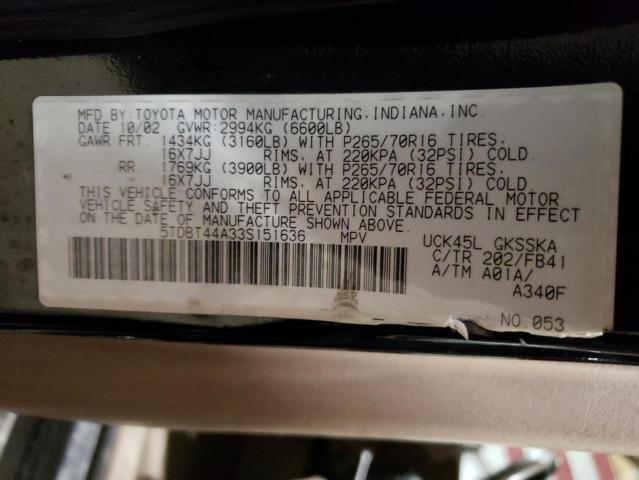 MFD BY: TOYOTA MOTOR MANUFACTURING, INDIANA, INC.
DATE 10/02 GVWR: 2994KG (6600LB)
GAWR: FRT. 1434KG (3160LB) WITH P265/70R16 TIRES.
16X7JJ RIMS. AT 220KPA (32PSI) COLD.
RR. 1769KG (3900LB) WITH P265/70R16 TIRES.
16X7JJ RIMS. AT 220KPA (32PSI) COLD.
THIS VEHICLE CONFORMS TO ALL APPLICABLE FEDERAL MOTOR
VEHICLE SAFETY AND THEFT PREVENTION STANDARDS IN EFFECT
ON THE DATE OF MANUFACTURE SHOWN ABOVE.
5TDBT44A33S151636 MPV UCK45L GKSSKA
C/TR 202/FB41
A/TM A01A/
A340F
NO 053